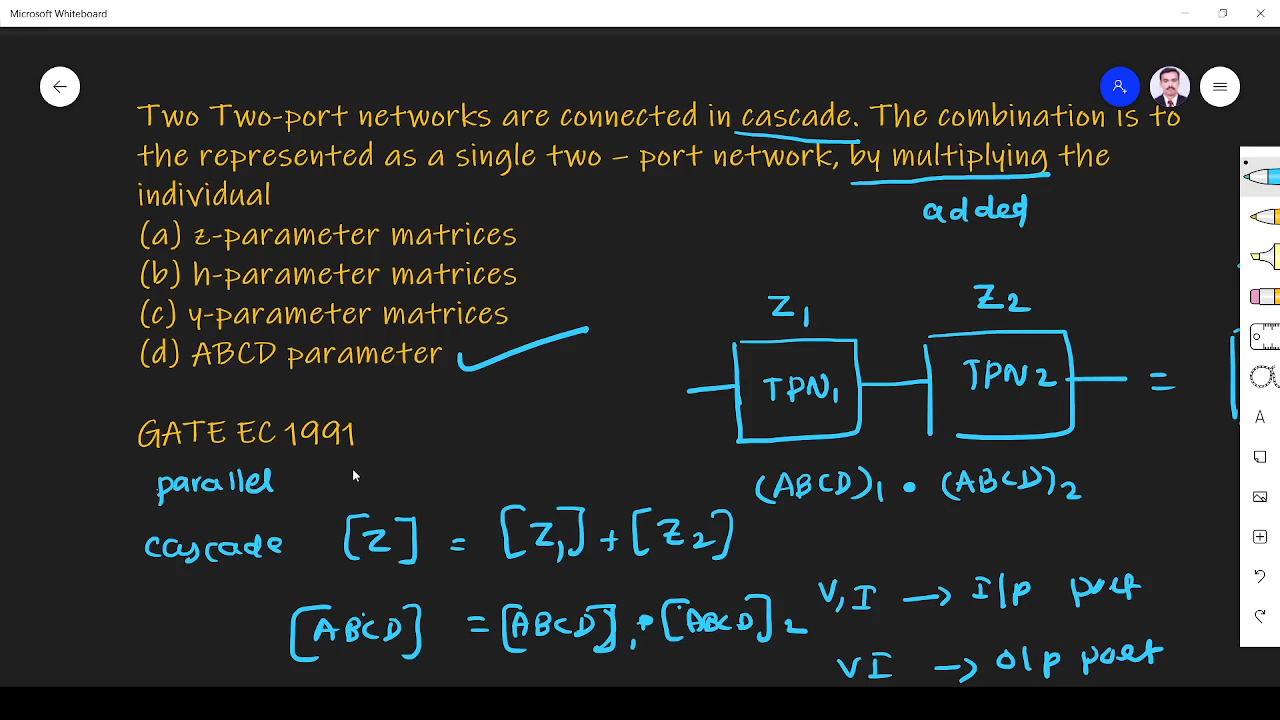 Microsoft Whiteboard
Two Two-port networks are connected in cascade. The combination is to
the represented as a single two – port network, by multiplying the
added
individual
(a) z-parameter matrices
(b) h-parameter matrices
(c) y-parameter matrices
(d) ABCD parameter
Z1 Z2
TPN1 TPN2 =
GATE EC 1991
(ABCD)1 • (ABCD)2
parallel
cascade [Z] = [Z1] + [Z2]
[ABCD] = [ABCD]1 • [ABCD]2
V, I → I/p port
VI → O/p port